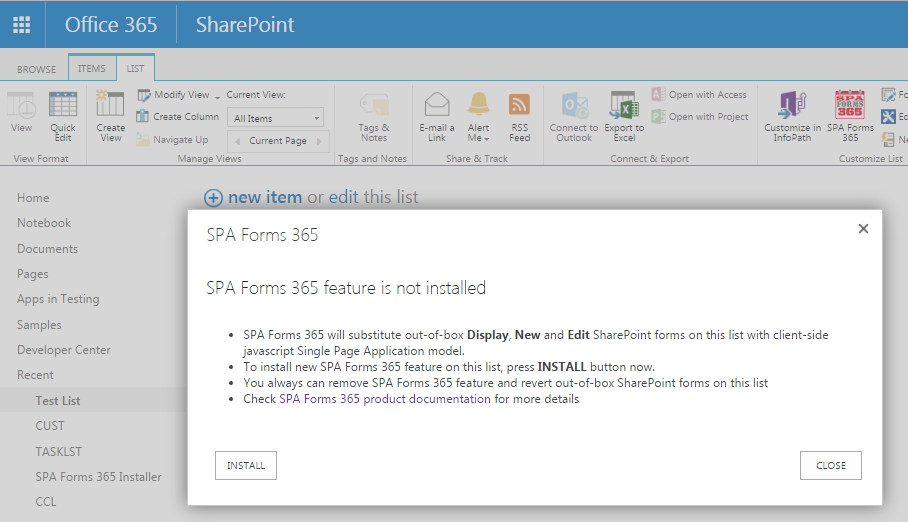 Office 365 SharePoint
BROWSE ITEMS LIST
View
Quick Edit
View Format
Create View
Modify View
Create Column
Navigate Up
Current View:
All Items
Current Page
Manage Views
Tags & Notes
Tags and Notes
E-mail a Link
Alert Me
RSS Feed
Share & Track
Connect to Outlook
Export to Excel
Open with Access
Open with Project
Connect & Export
Customize in InfoPath
SPA FORMS 365
SPA Forms 365
Fo
Ed
Ne
Customize List
Home
Notebook
Documents
Pages
Apps in Testing
Samples
Developer Center
Recent
Test List
CUST
TASKLST
SPA Forms 365 Installer
CCL
new item or edit this list
SPA Forms 365
SPA Forms 365 feature is not installed
• SPA Forms 365 will substitute out-of-box Display, New and Edit SharePoint forms on this list with client-side
javascript Single Page Application model.
• To install new SPA Forms 365 feature on this list, press INSTALL button now.
• You always can remove SPA Forms 365 feature and revert out-of-box SharePoint forms on this list
• Check SPA Forms 365 product documentation for more details
INSTALL
CLOSE